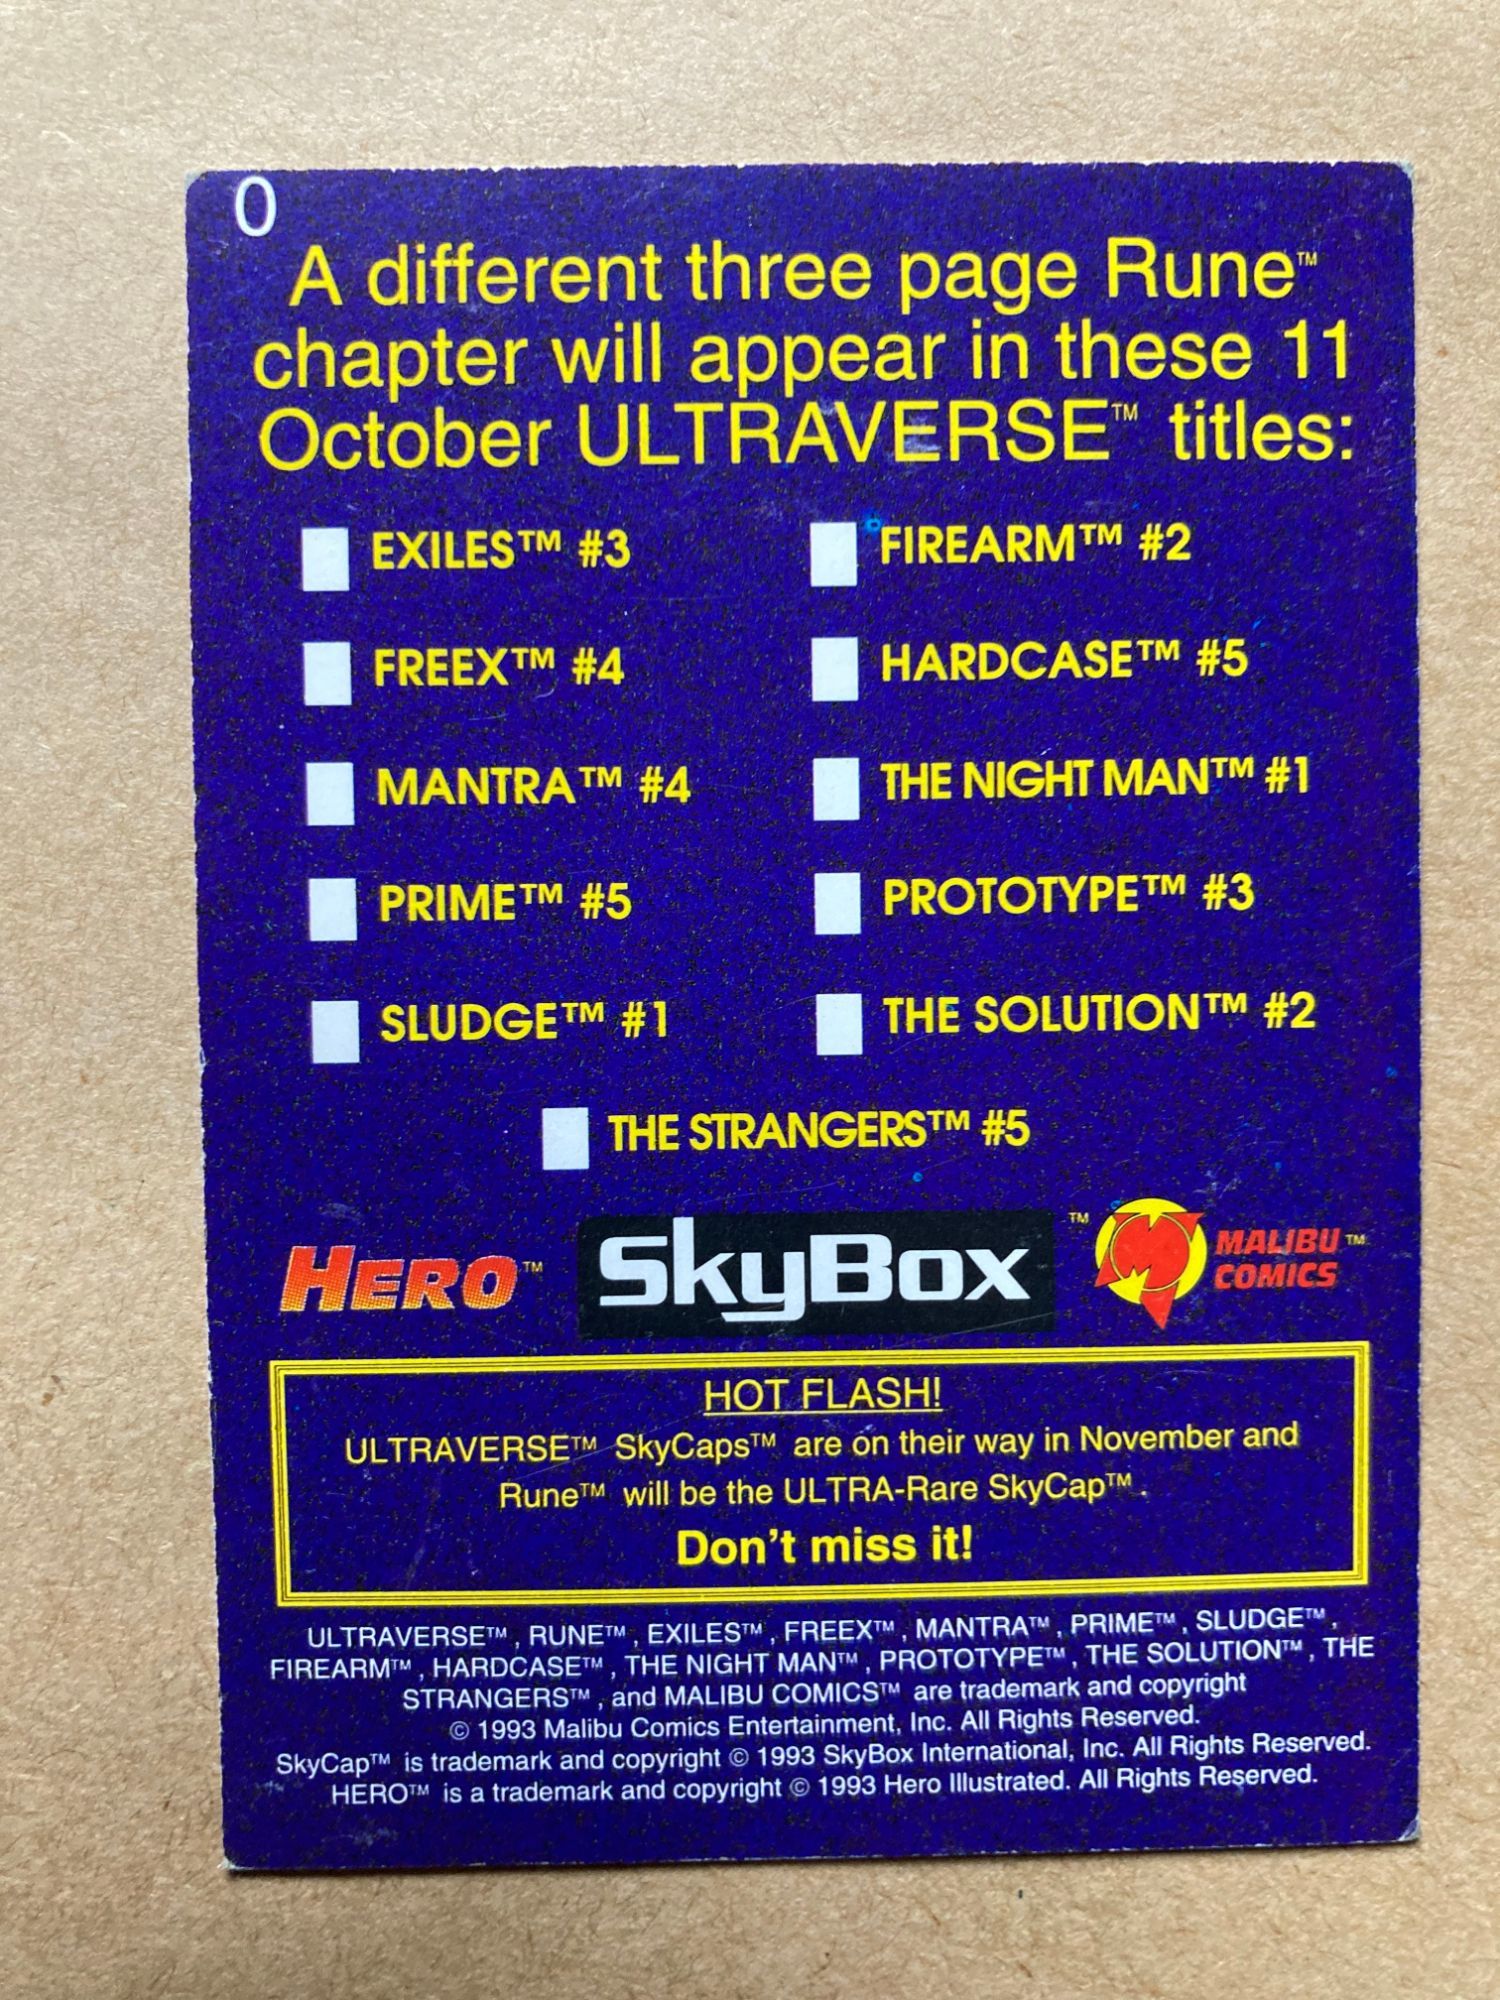 0
A different three page Rune™
chapter will appear in these 11
October ULTRAVERSE™ titles:
EXILES™ #3
FIREARM™ #2
FREEX™ #4
HARDCASE™ #5
MANTRA™ #4
THE NIGHT MAN™ #1
PRIME™ #5
PROTOTYPE™ #3
SLUDGE™ #1
THE SOLUTION™ #2
THE STRANGERS™ #5
HERO™
SkyBox™
M
MALIBU™
COMICS
HOT FLASH!
ULTRAVERSE™ SkyCaps™ are on their way in November and
Rune™ will be the ULTRA-Rare SkyCap™.
Don't miss it!
ULTRAVERSE™, RUNE™, EXILES™, FREEX™, MANTRA™, PRIME™, SLUDGE™,
FIREARM™, HARDCASE™, THE NIGHT MAN™, PROTOTYPE™, THE SOLUTION™, THE
STRANGERS™, and MALIBU COMICS™ are trademark and copyright
© 1993 Malibu Comics Entertainment, Inc. All Rights Reserved.
SkyCap™ is trademark and copyright © 1993 SkyBox International, Inc. All Rights Reserved.
HERO™ is a trademark and copyright © 1993 Hero Illustrated. All Rights Reserved.